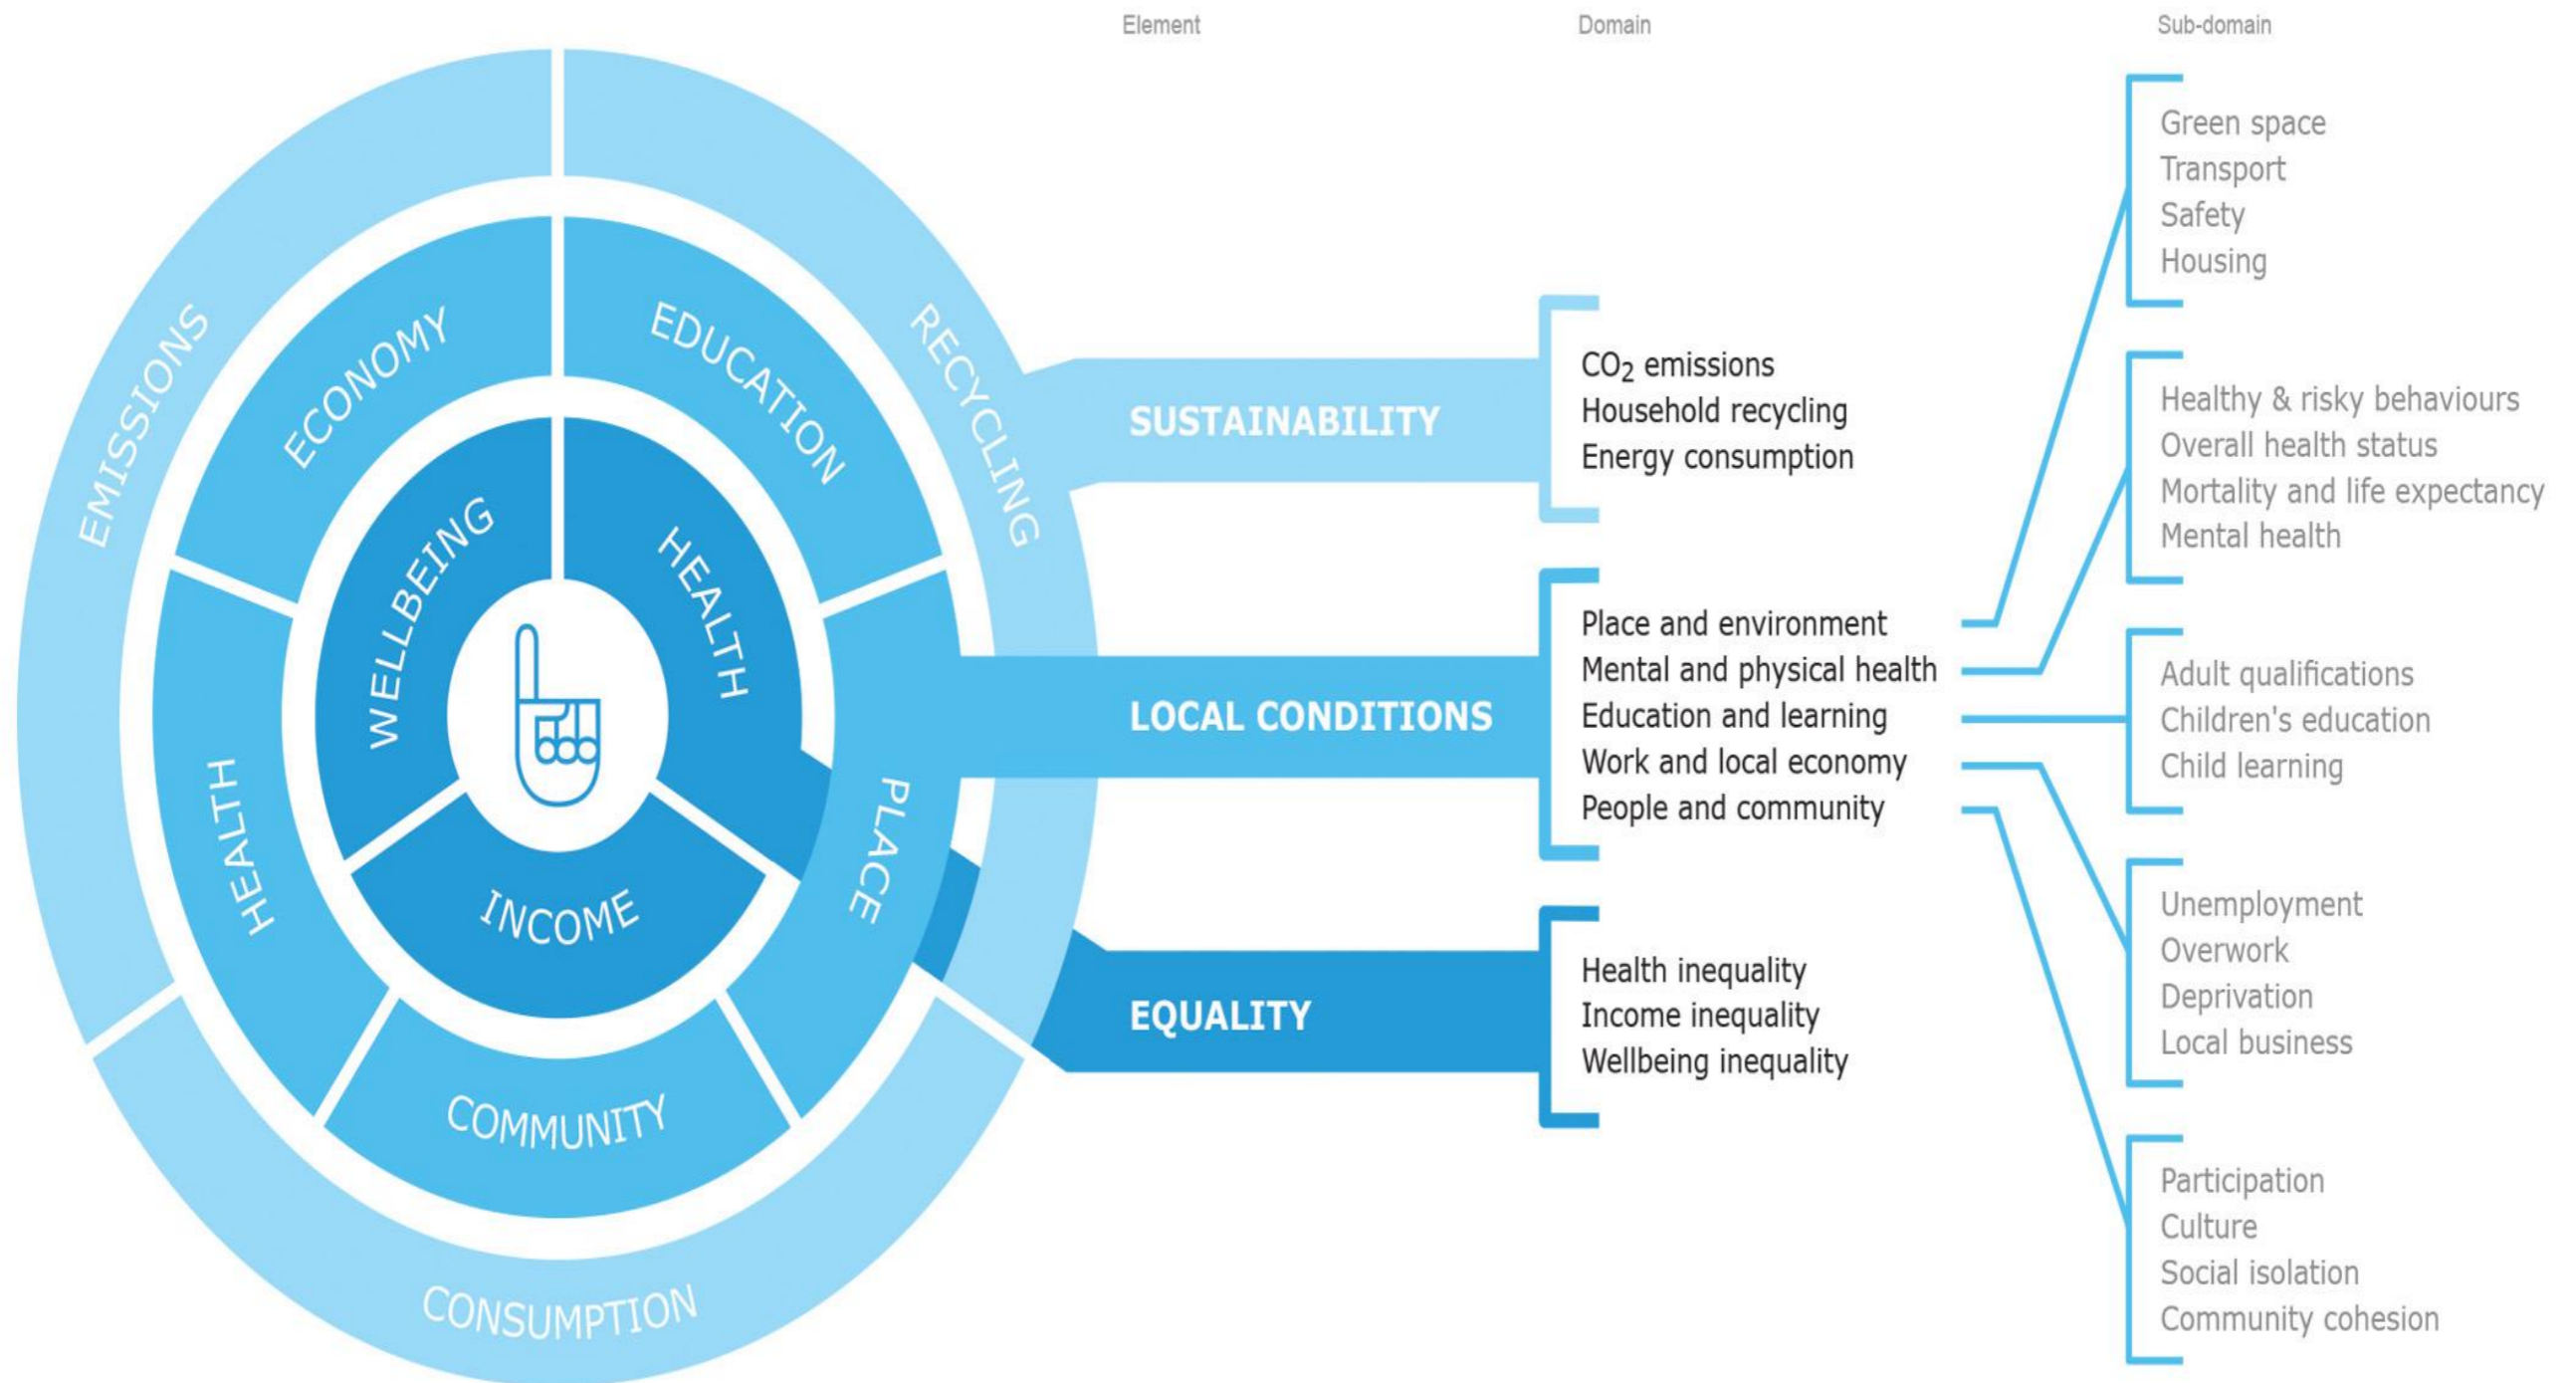 Element
Domain
Sub-domain
EMISSIONS
RECYCLING
CONSUMPTION
ECONOMY
EDUCATION
HEALTH
PLACE
COMMUNITY
WELLBEING
HEALTH
INCOME
SUSTAINABILITY
CO₂ emissions
Household recycling
Energy consumption
LOCAL CONDITIONS
Place and environment
Mental and physical health
Education and learning
Work and local economy
People and community
EQUALITY
Health inequality
Income inequality
Wellbeing inequality
Green space
Transport
Safety
Housing
Healthy & risky behaviours
Overall health status
Mortality and life expectancy
Mental health
Adult qualifications
Children's education
Child learning
Unemployment
Overwork
Deprivation
Local business
Participation
Culture
Social isolation
Community cohesion